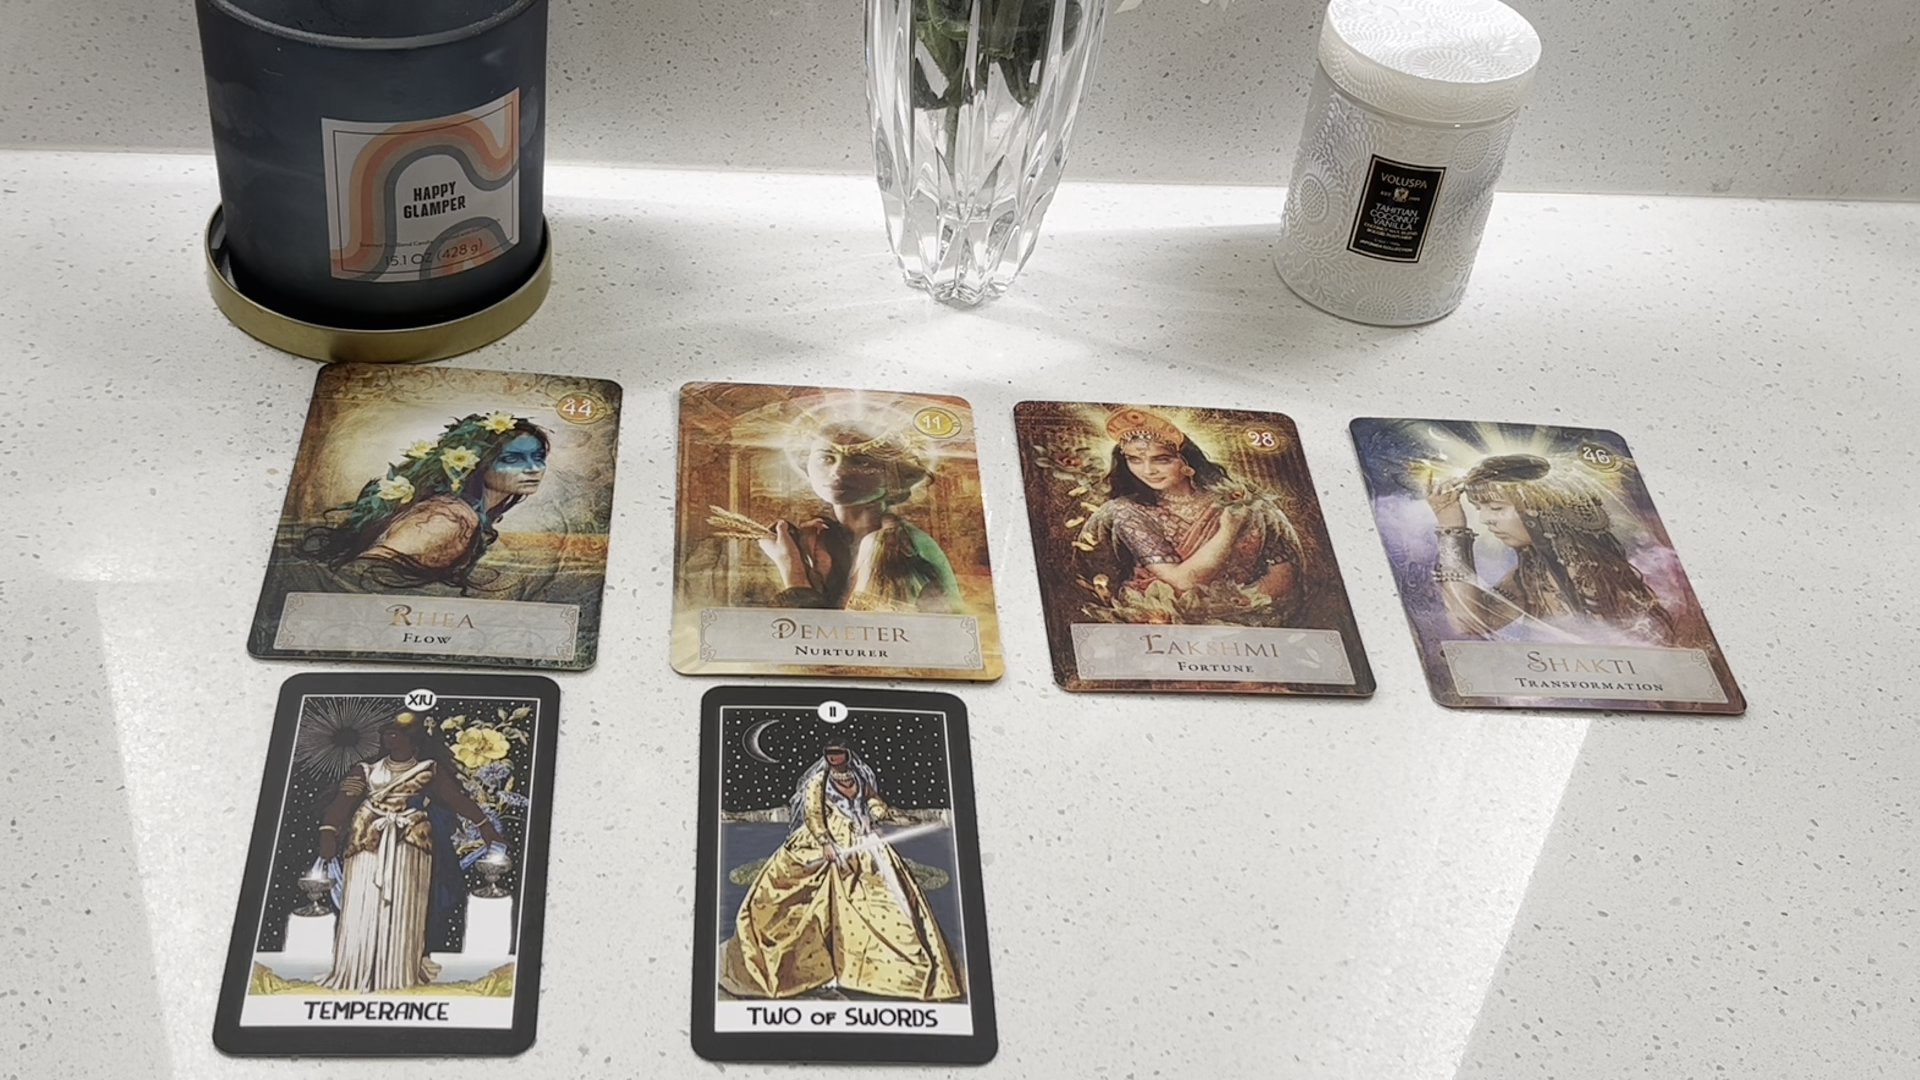 HAPPY
GLAMPER
15.1 OZ (428 g)
VOLUSPA
TAHITIAN
COCONUT
VANILLA
44
RHEA
FLOW
11
DEMETER
NURTURER
28
LAKSHMI
FORTUNE
46
SHAKTI
TRANSFORMATION
XIV
TEMPERANCE
II
TWO OF SWORDS